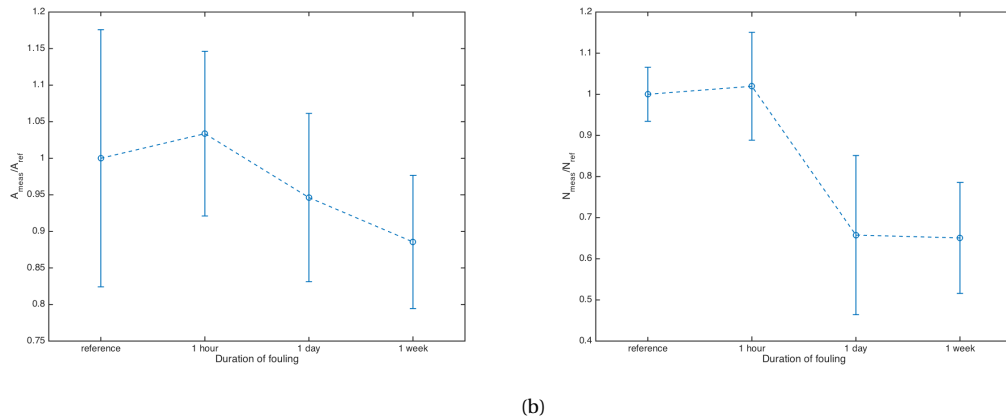 1.2
1.15
1.1
1.05
1
0.95
0.9
0.85
0.8
0.75
A_meas/A_ref
reference 1 hour 1 day 1 week
Duration of fouling
1.2
1.1
1
0.9
0.8
0.7
0.6
0.5
0.4
N_meas/N_ref
reference 1 hour 1 day 1 week
Duration of fouling
(b)